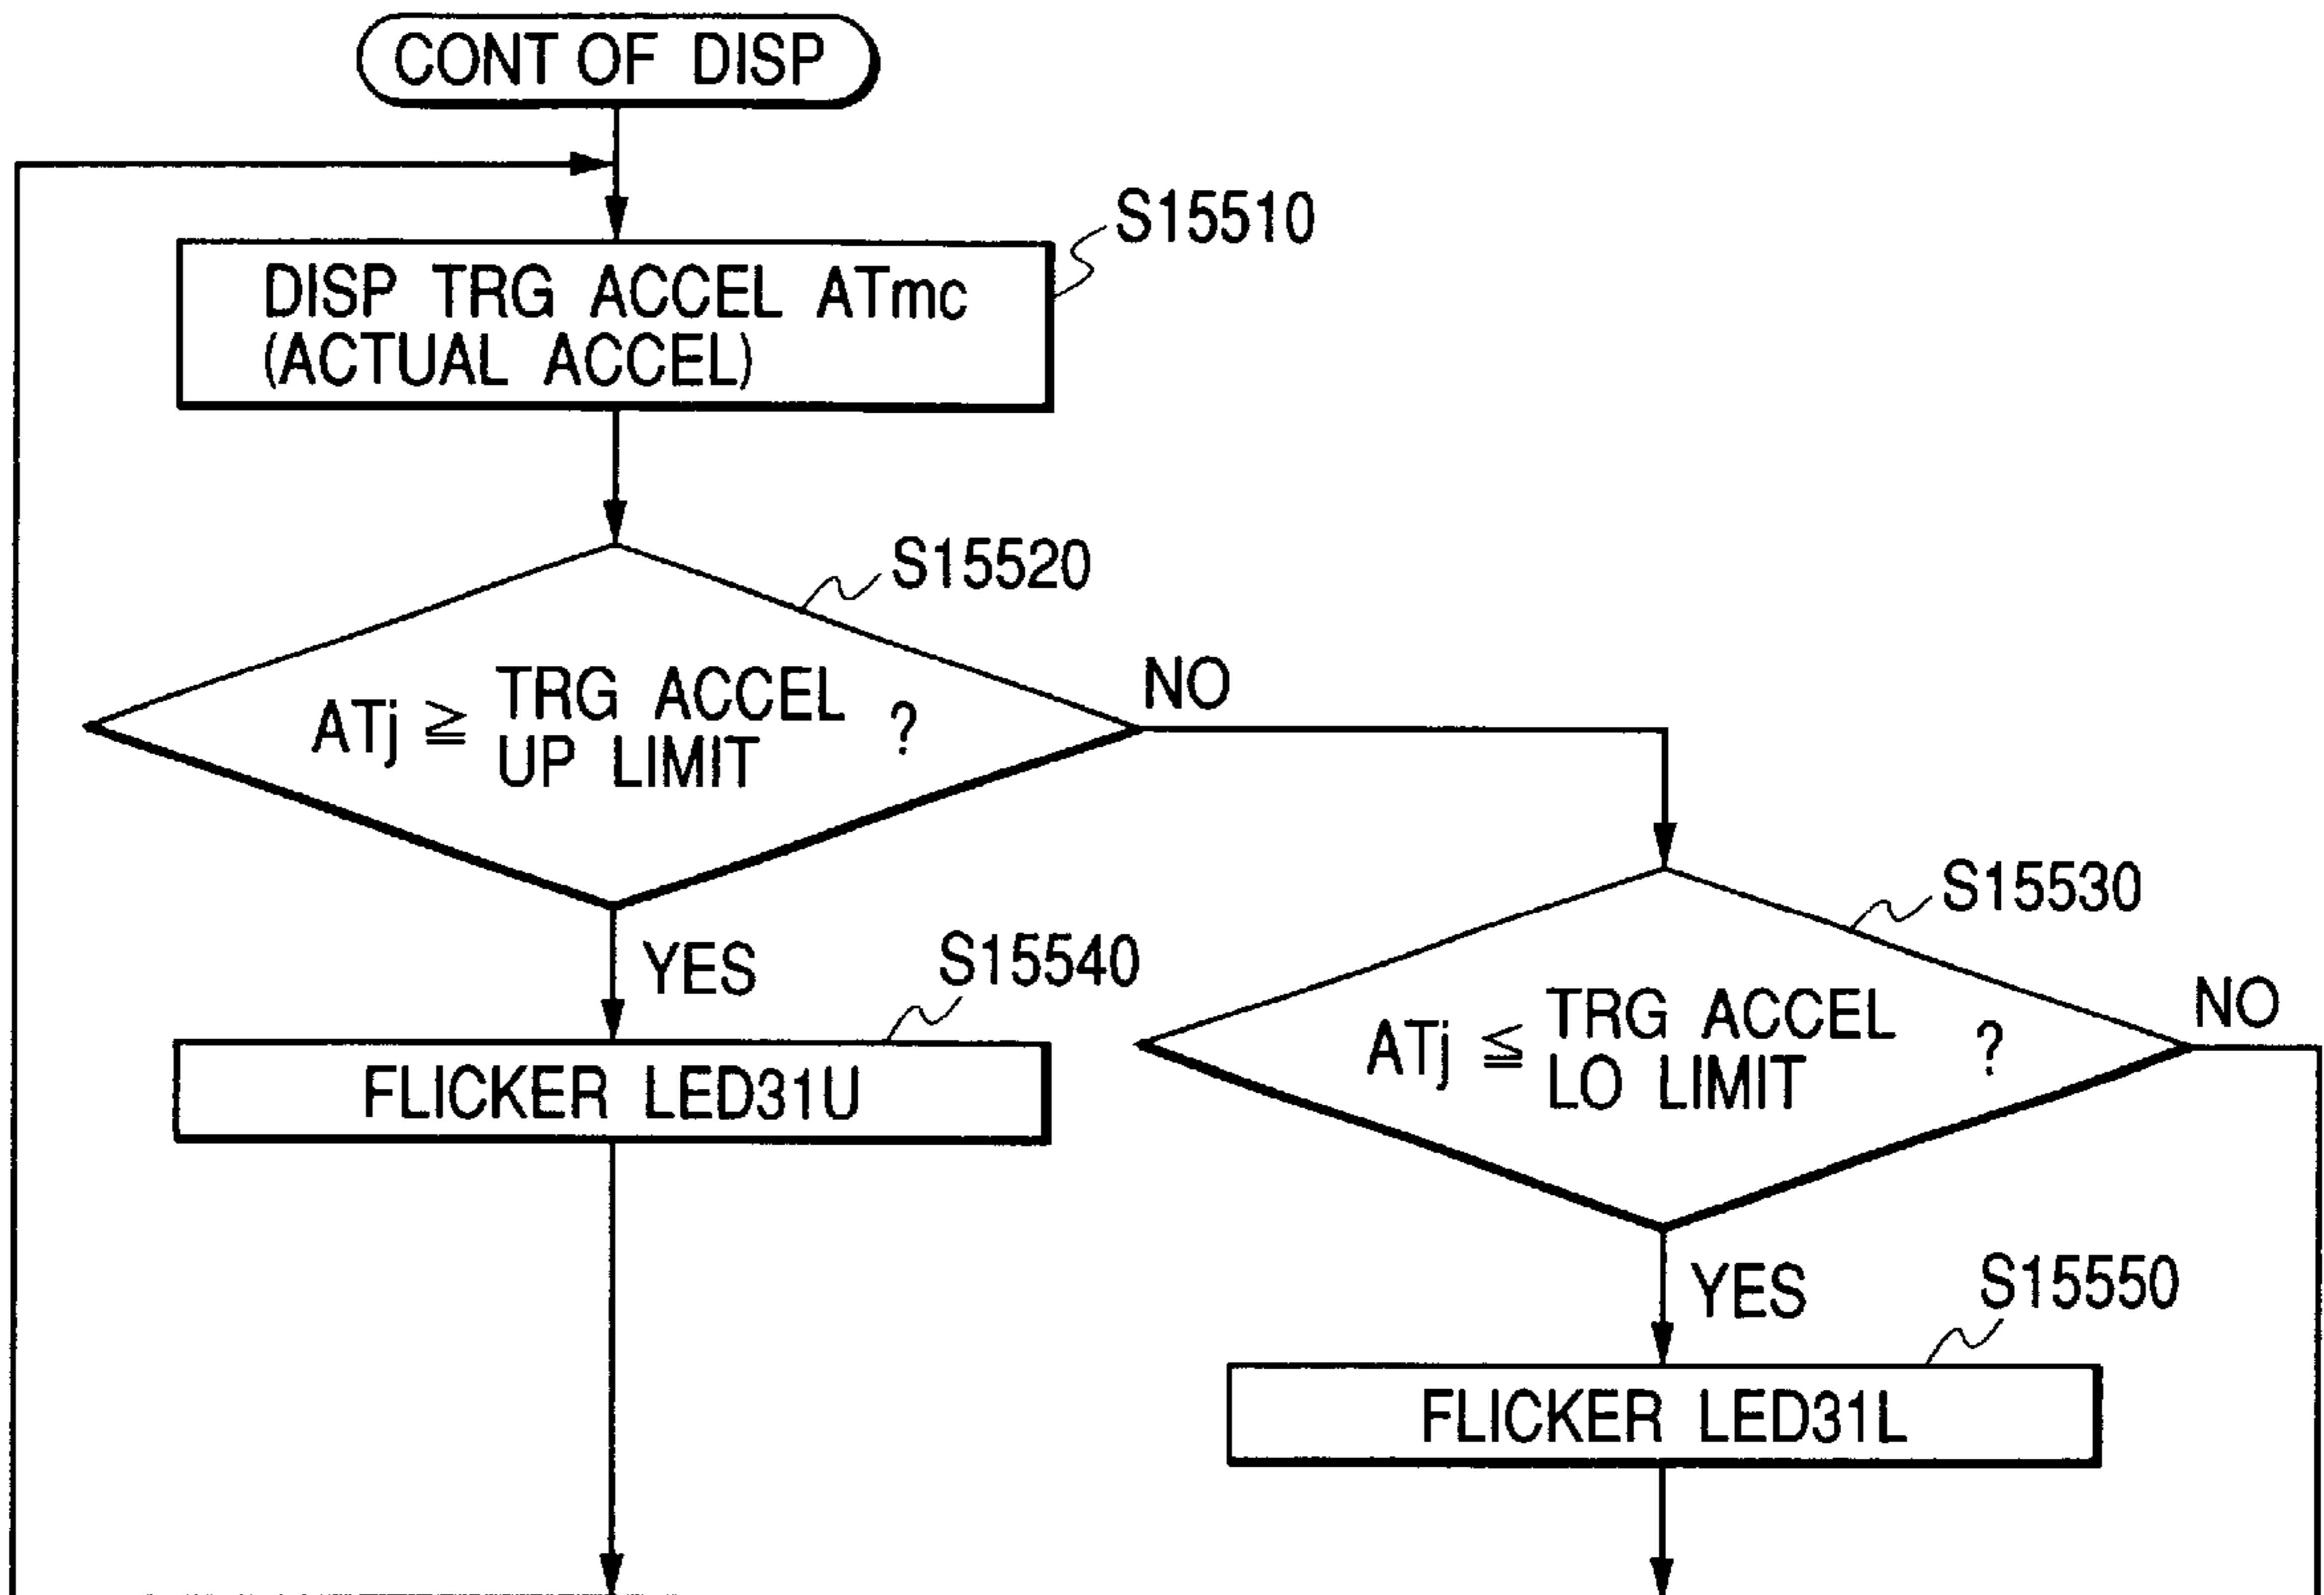 CONT OF DISP
S15510
DISP TRG ACCEL ATmc
(ACTUAL ACCEL)
S15520
ATj ≧ TRG ACCEL
UP LIMIT ?
NO
YES
S15540
FLICKER LED31U
S15530
ATj ≦ TRG ACCEL
LO LIMIT ?
NO
YES
S15550
FLICKER LED31L